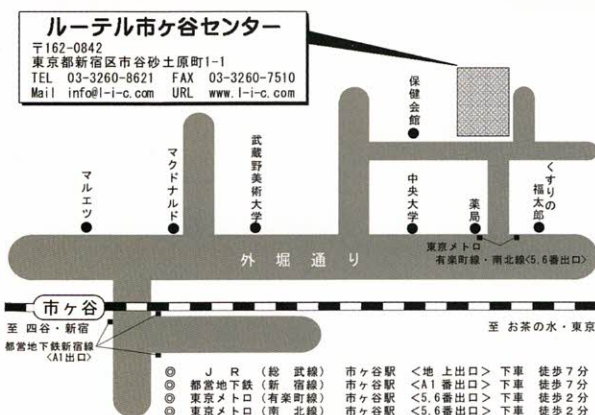 ルーテル市ヶ谷センター
〒162-0842
東京都新宿区市谷砂土原町1-1
TEL 03-3260-8621 FAX 03-3260-7510
Mail info@l-i-c.com URL www.l-i-c.com
保健会館
マルエツ
マクドナルド
武蔵野美術大学
中央大学
薬局
くすりの
福太郎
東京メトロ
有楽町線・南北線<5.6番出口>
外堀通り
市ヶ谷
至 四谷・新宿
至 お茶の水・東京
都営地下鉄新宿線
<A1出口>
◎ JR (総武線) 市ヶ谷駅 <地上出口> 下車 徒歩7分
◎ 都営地下鉄 (新宿線) 市ヶ谷駅 <A1番出口> 下車 徒歩7分
◎ 東京メトロ (有楽町線) 市ヶ谷駅 <5.6番出口> 下車 徒歩2分
◎ 東京メトロ (南北線) 市ヶ谷駅 <5.6番出口> 下車 徒歩2分